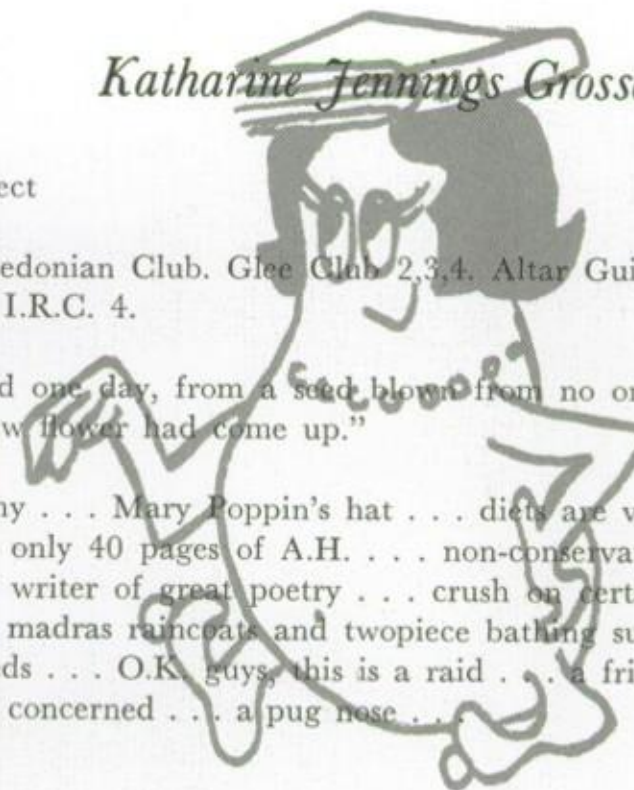 Katharine Jennings Gross
ect
edonian Club. Glee Club 2,3,4. Altar Gui
I.R.C. 4.
d one day, from a seed blown from no o
w flower had come up.”
ny . . . Mary Poppin's hat . . . diets are v
only 40 pages of A.H. . . . non-conserva
writer of great poetry . . . crush on cert
madras raincoats and twopiece bathing su
ds . . . O.K. guys, this is a raid . . . a fri
concerned . . . a pug nose . . .